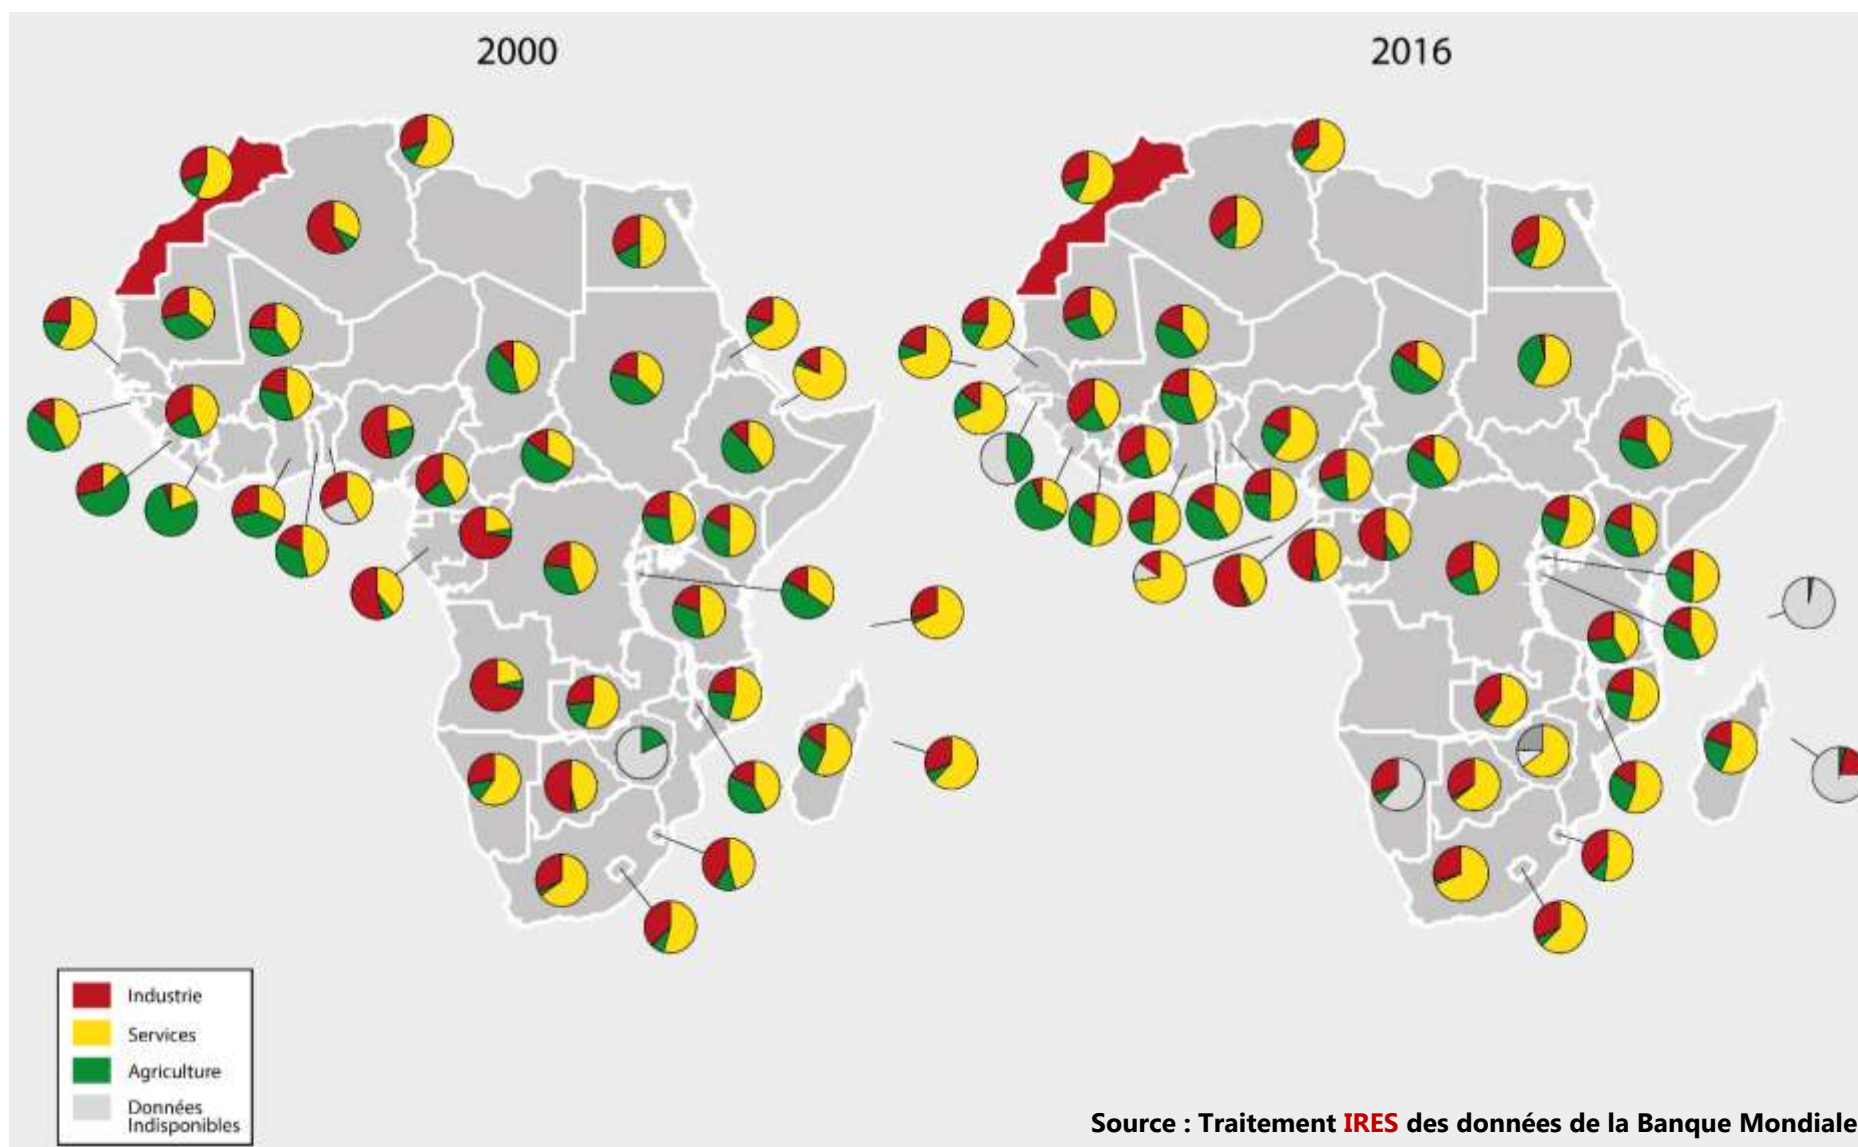 2000
2016
Industrie
Services
Agriculture
Données
Indisponibles
Source : Traitement IRES des données de la Banque Mondiale